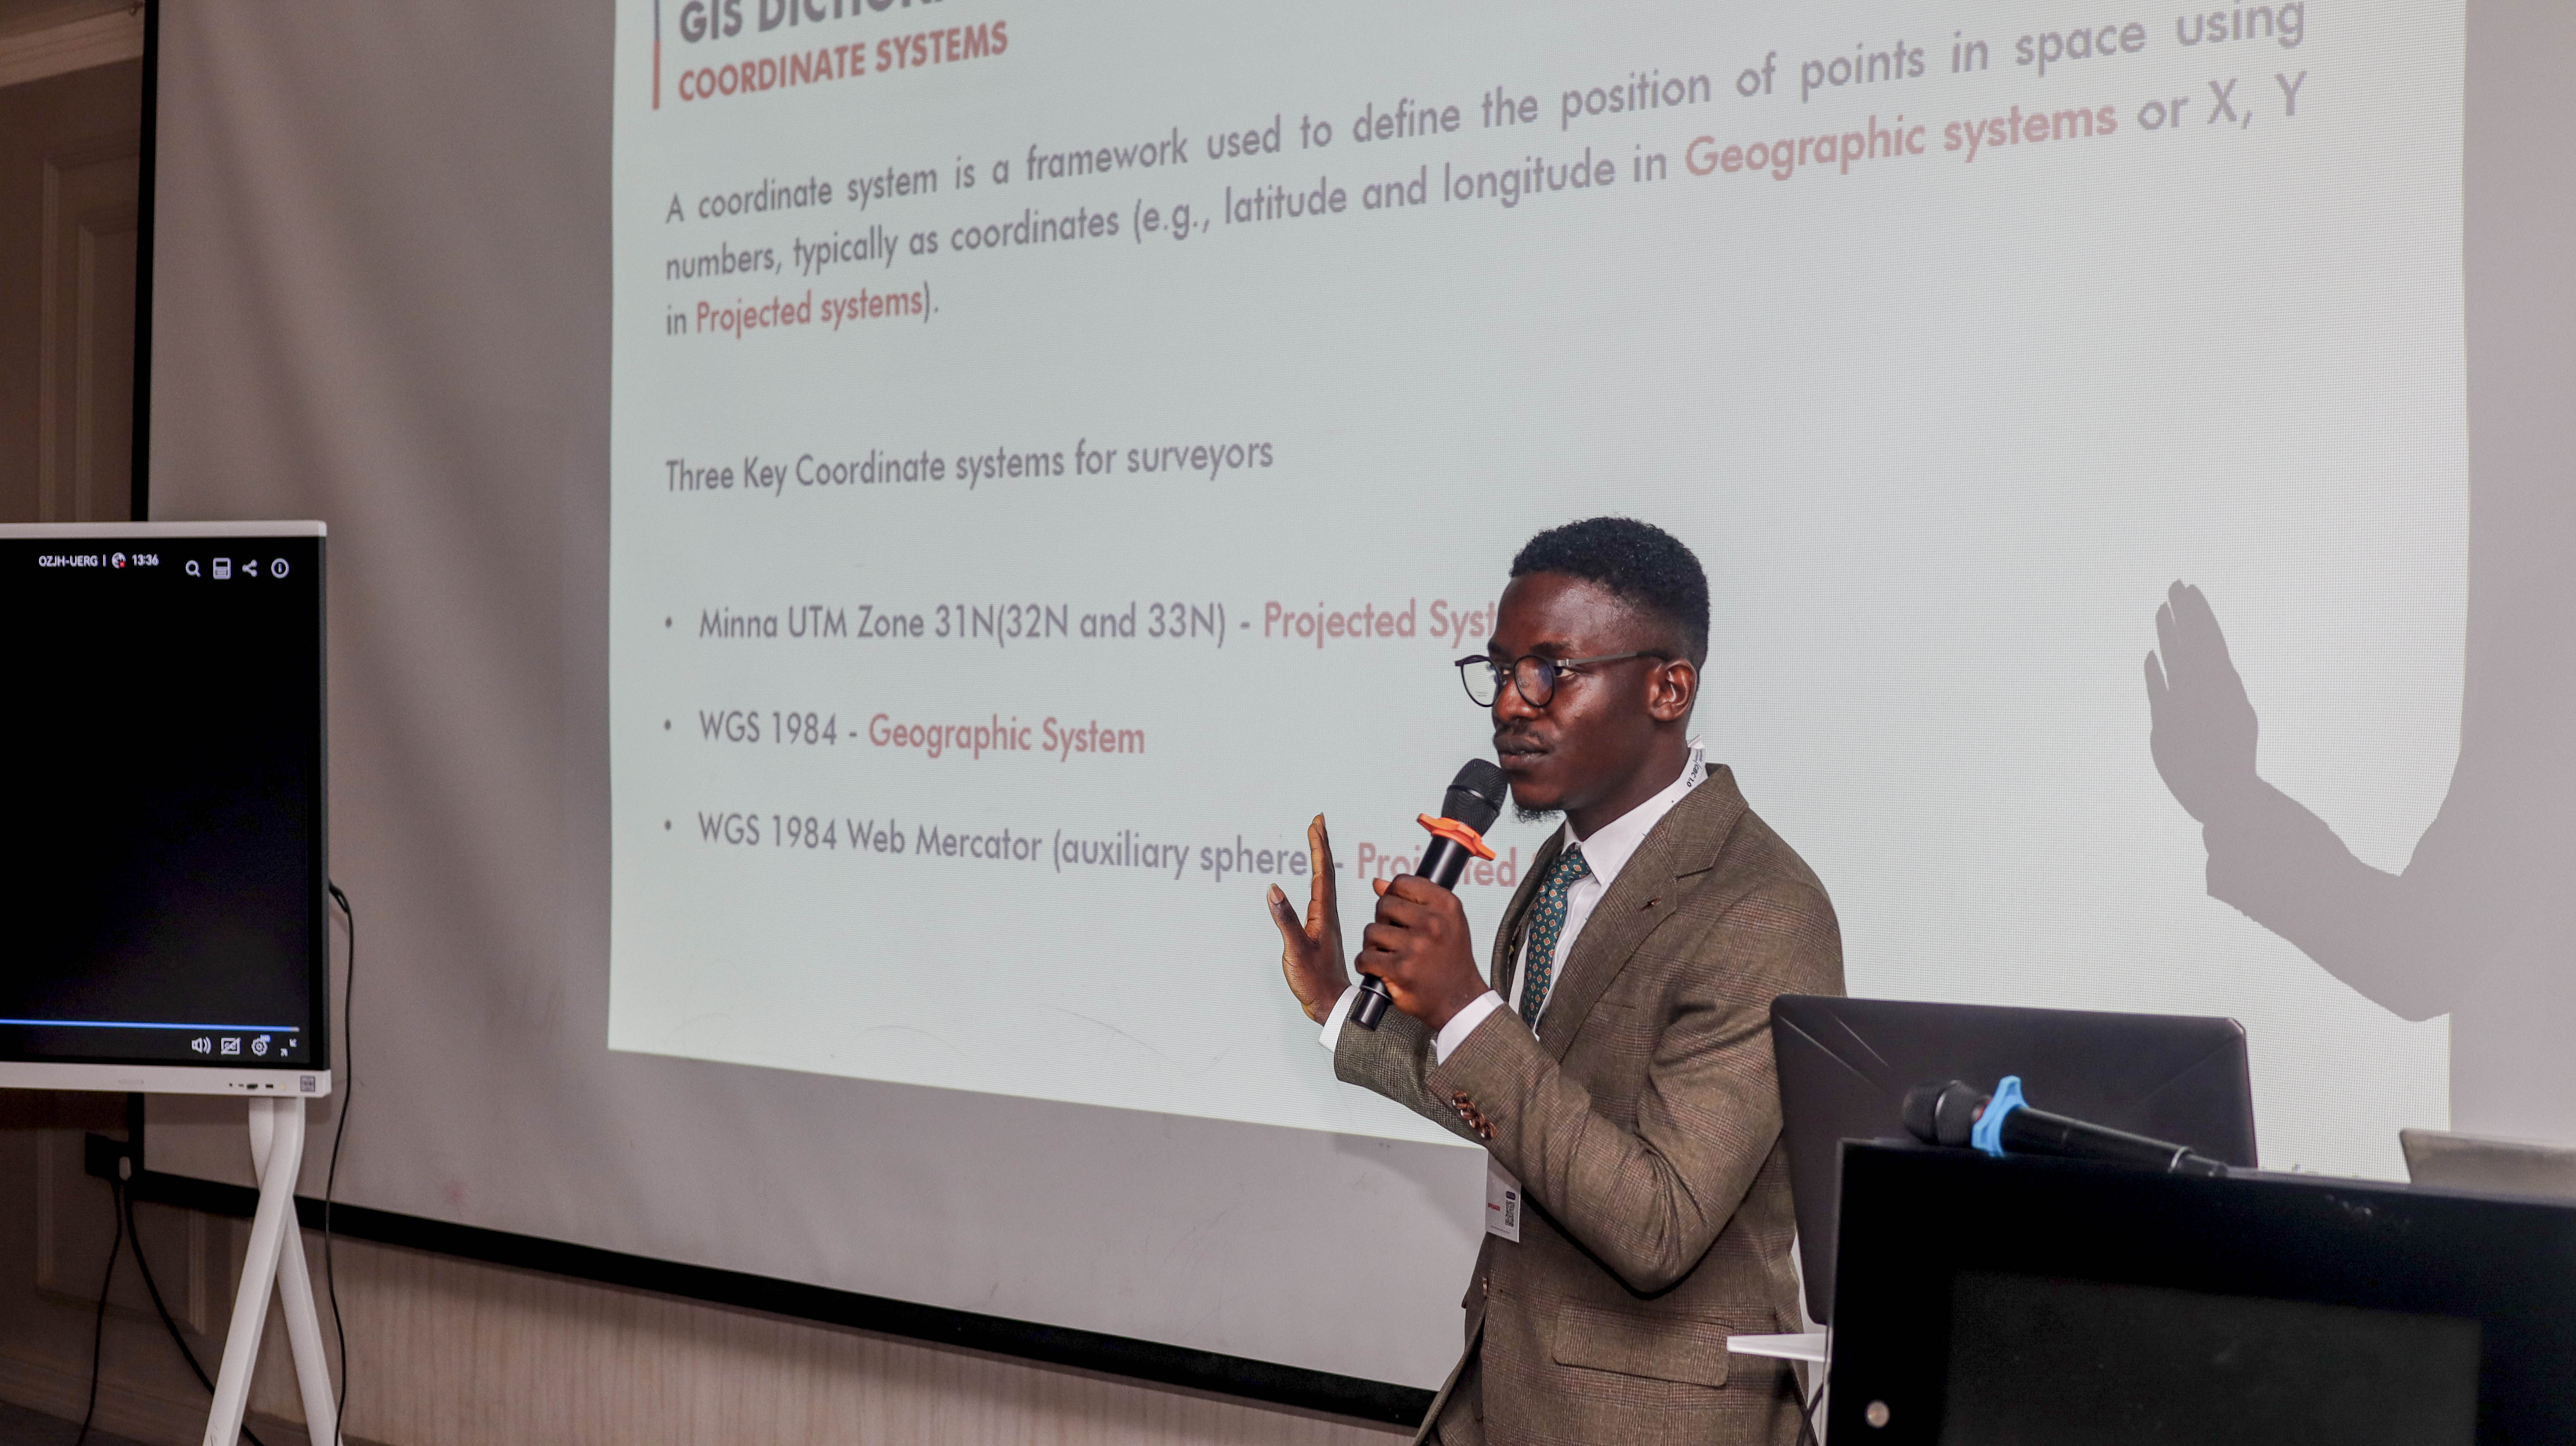 GIS
COORDINATE SYSTEMS
A coordinate system is a framework used to define the position of points in space using
numbers, typically as coordinates (e.g., latitude and longitude in Geographic systems or X, Y
in Projected systems).
Three Key Coordinate systems for surveyors
• Minna UTM Zone 31N(32N and 33N) - Projected Syst
• WGS 1984 - Geographic System
• WGS 1984 Web Mercator (auxiliary sphere) -
OZJH-UERG | 13:36